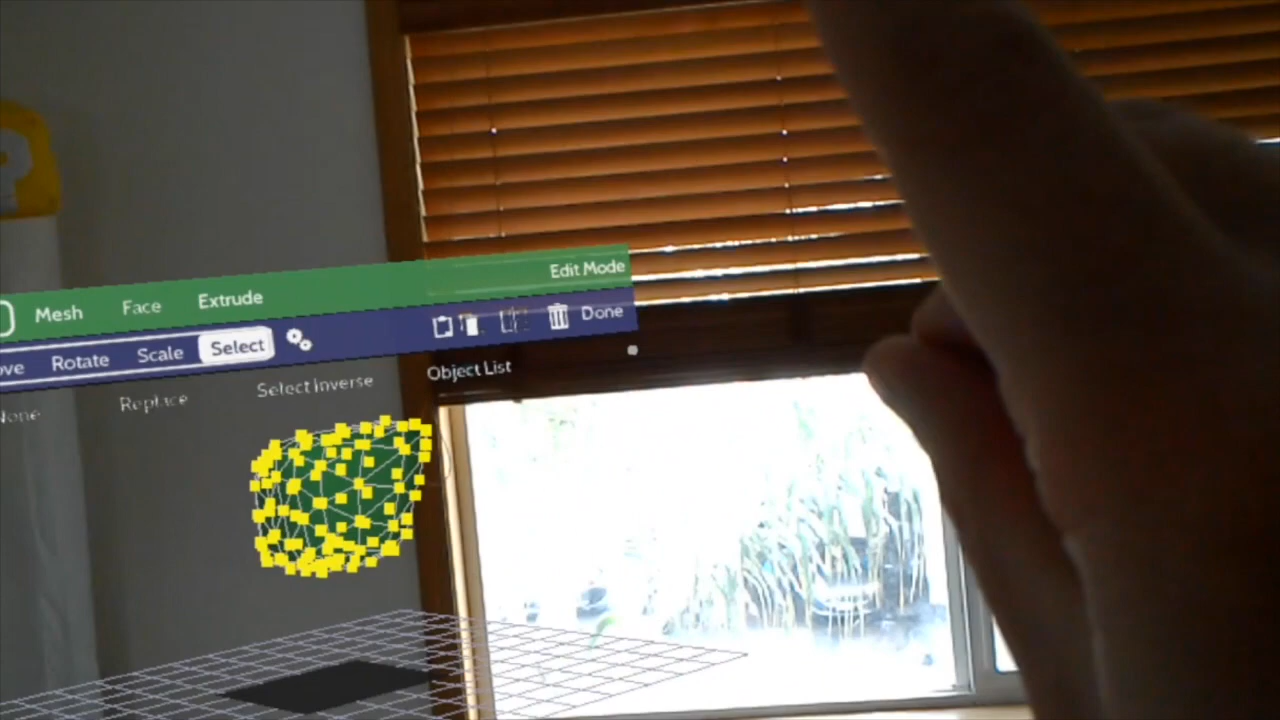 Edit Mode
Mesh Face Extrude
ove Rotate Scale Select Done
None Replace Select Inverse Object List